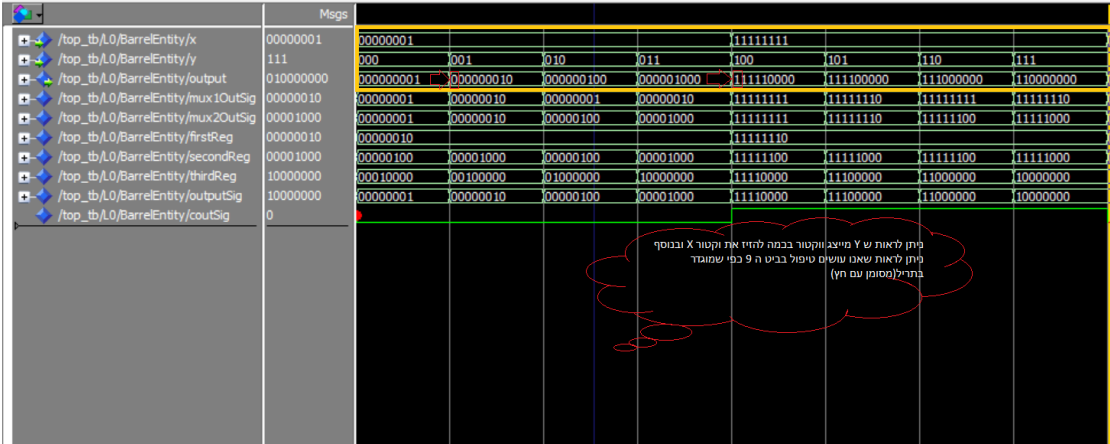 Msgs
/top_tb/L0/BarrelEntity/x 00000001 00000001 11111111
/top_tb/L0/BarrelEntity/y 111 000 001 010 011 100 101 110 111
/top_tb/L0/BarrelEntity/output 010000000 000000001 000000010 000000100 000001000 111110000 111100000 111000000 110000000
/top_tb/L0/BarrelEntity/mux1OutSig 00000010 00000001 00000010 00000001 00000010 11111111 11111110 11111111 11111110
/top_tb/L0/BarrelEntity/mux2OutSig 00001000 00000001 00000010 00000100 00001000 11111111 11111110 11111100 11111000
/top_tb/L0/BarrelEntity/firstReg 00000010 00000010 11111110
/top_tb/L0/BarrelEntity/secondReg 00001000 00000100 00001000 00000100 00001000 11111100 11111000 11111100 11111000
/top_tb/L0/BarrelEntity/thirdReg 10000000 00010000 00100000 01000000 10000000 11110000 11100000 11000000 10000000
/top_tb/L0/BarrelEntity/outputSig 10000000 00000001 00000010 00000100 00001000 11110000 11100000 11000000 10000000
/top_tb/L0/BarrelEntity/coutSig 0
ניתן לראות ש Y מייצג ווקטור בכמה להזיז את וקטור X ובנוסף
ניתן לראות שאנו עושים טיפול בביט ה 9 כפי שמוגדר
בתריל(מסומן עם חץ)